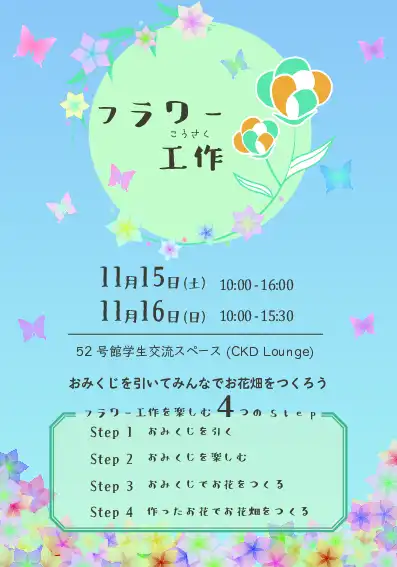 フラワー
こうさく
工作
11月15日(土) 10:00-16:00
11月16日(日) 10:00-15:30
52号館学生交流スペース (CKD Lounge)
おみくじを引いてみんなでお花畑をつくろう
フラワー工作を楽しむ 4つのStep
Step 1 おみくじを引く
Step 2 おみくじを楽しむ
Step 3 おみくじでお花をつくる
Step 4 作ったお花でお花畑をつくる